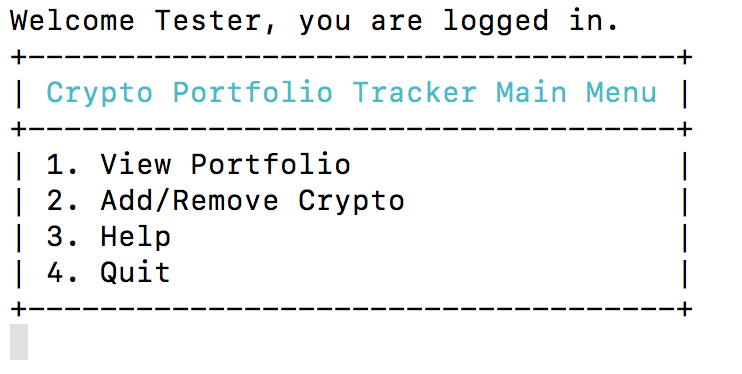 Welcome Tester, you are logged in.
+------------------------------------+
| Crypto Portfolio Tracker Main Menu |
+------------------------------------+
| 1. View Portfolio                  |
| 2. Add/Remove Crypto               |
| 3. Help                            |
| 4. Quit                            |
+------------------------------------+